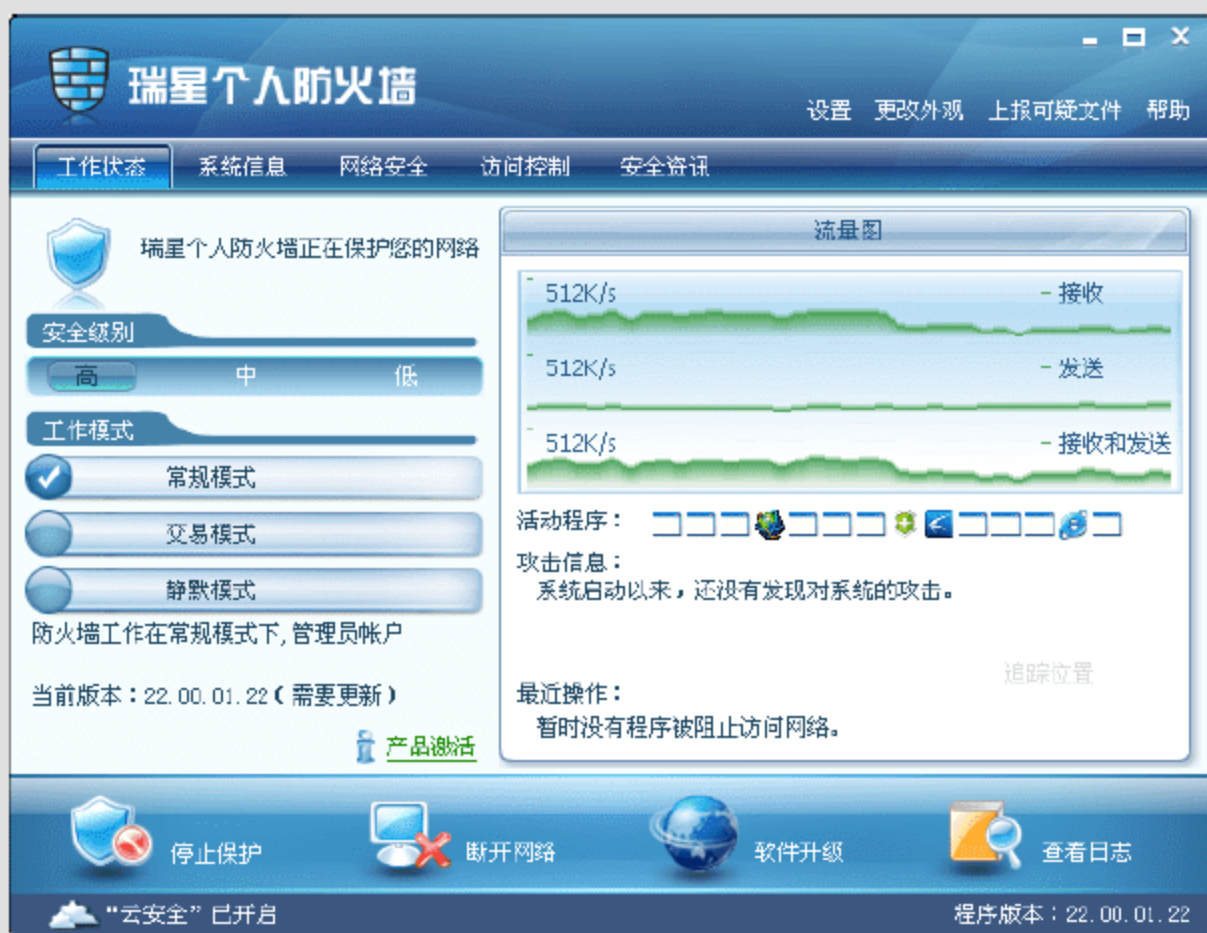 瑞星个人防火墙
设置 更改外观 上报可疑文件 帮助
工作状态 系统信息 网络安全 访问控制 安全资讯
瑞星个人防火墙正在保护您的网络
安全级别
高 中 低
工作模式
常规模式
交易模式
静默模式
防火墙工作在常规模式下,管理员帐户
当前版本：22.00.01.22(需要更新)
产品激活
流量图
512K/s - 接收
512K/s - 发送
512K/s - 接收和发送
活动程序：
攻击信息：
系统启动以来，还没有发现对系统的攻击。
追踪位置
最近操作：
暂时没有程序被阻止访问网络。
停止保护 断开网络 软件升级 查看日志
“云安全”已开启 程序版本：22.00.01.22